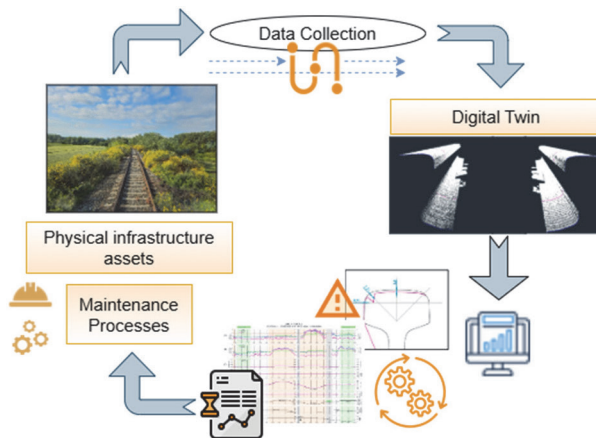 Data Collection
Digital Twin
Physical infrastructure
assets
Maintenance
Processes